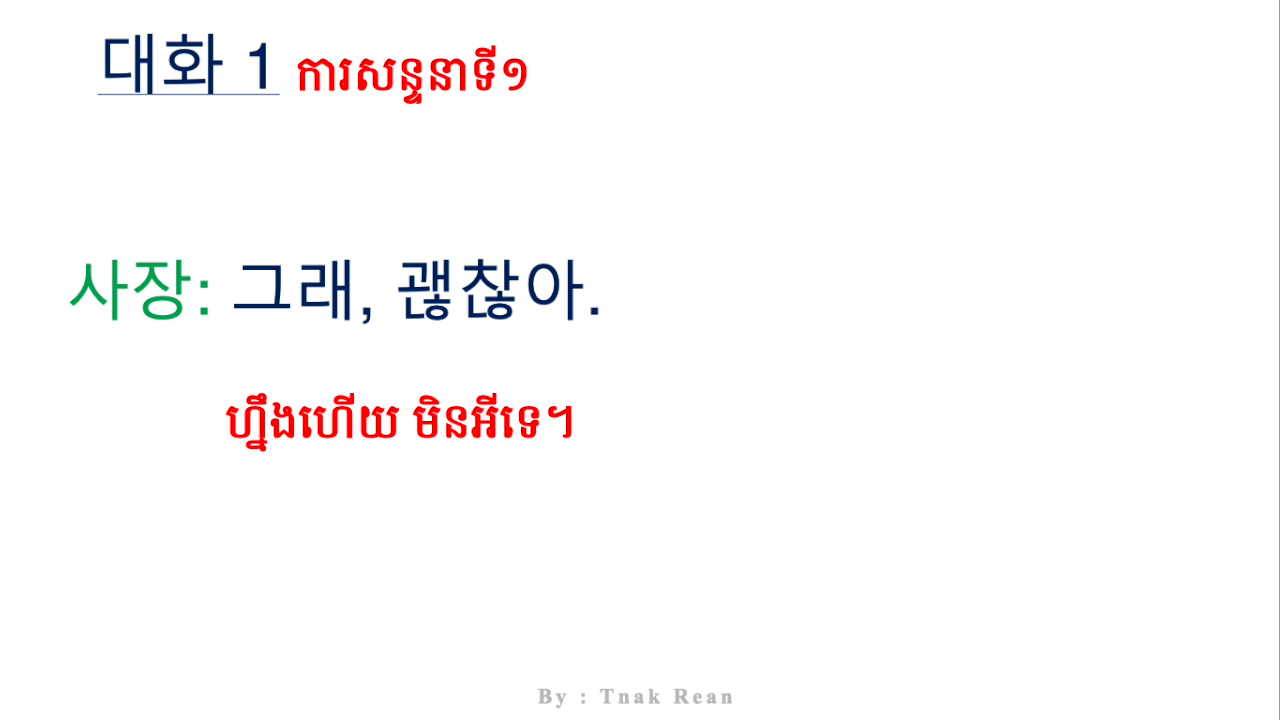 대화 1 ការសន្ទនាទី១
사장: 그래, 괞찮아.
ហ្នឹងហើយ មិនអីទេ។
By : Tnak Rean